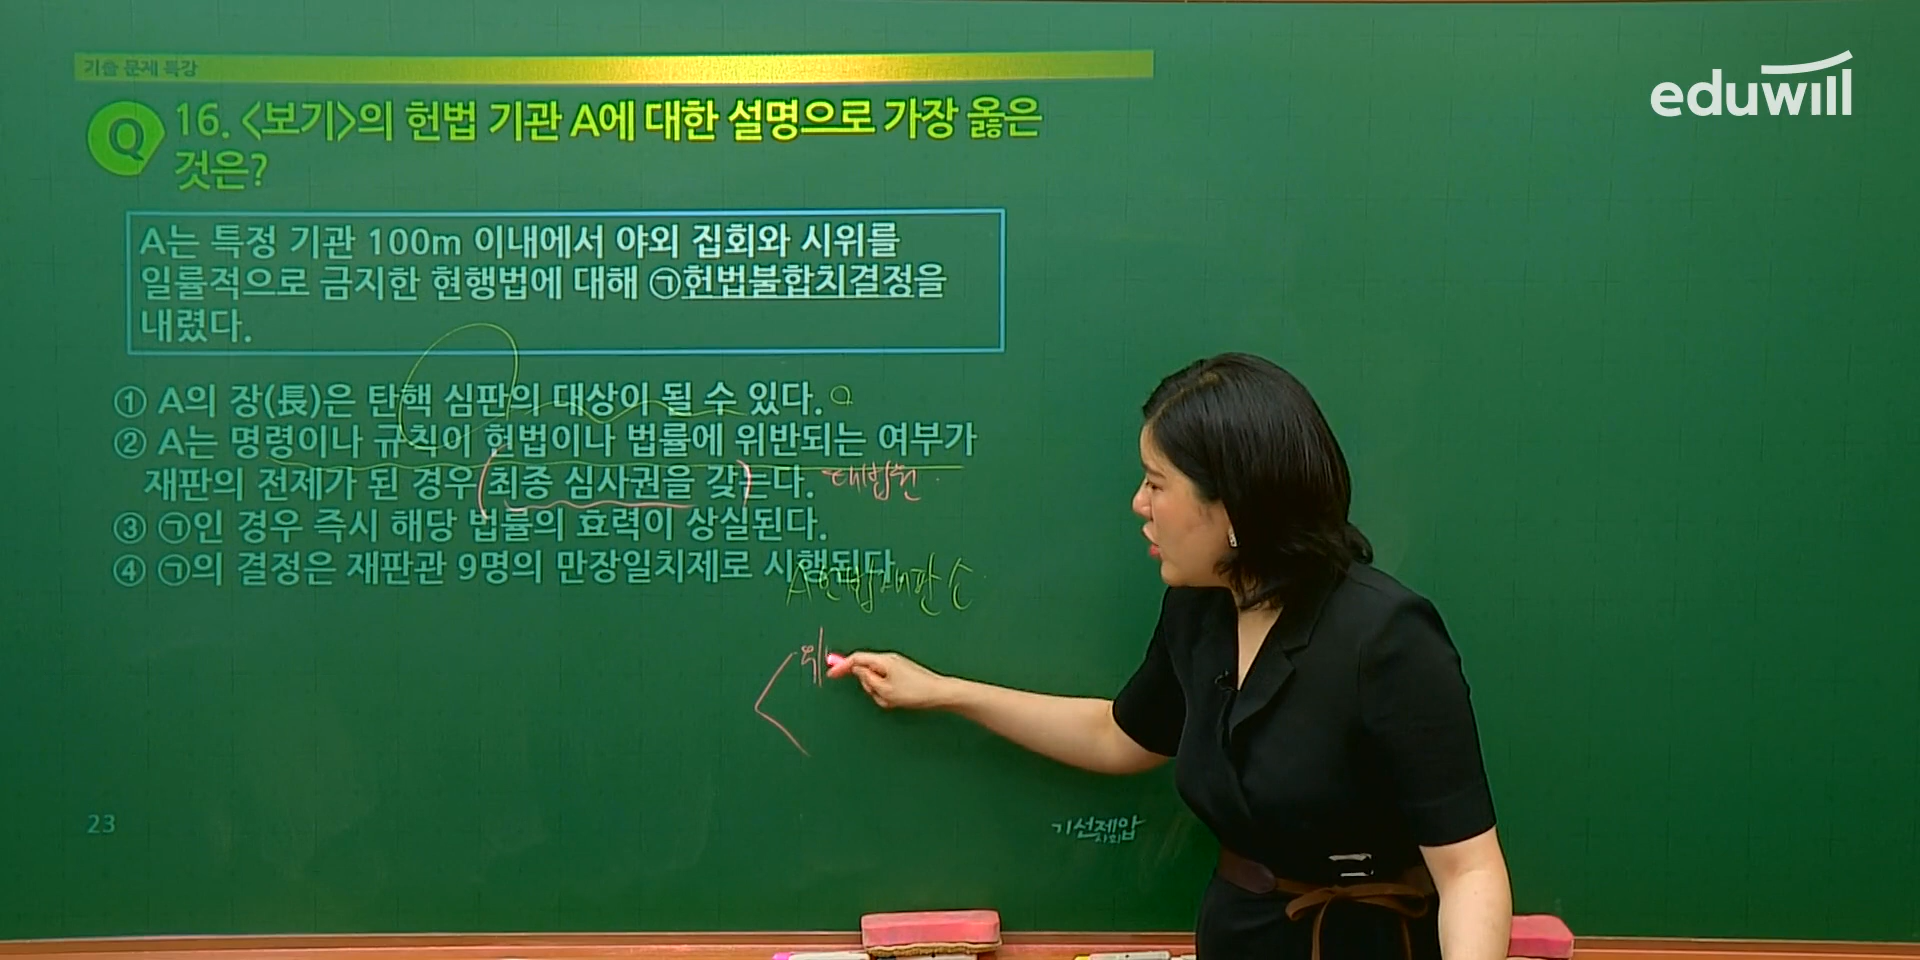 기출 문제 특강
eduwill
Q
16. <보기>의 헌법 기관 A에 대한 설명으로 가장 옳은
것은?
A는 특정 기관 100m 이내에서 야외 집회와 시위를
일률적으로 금지한 현행법에 대해 ㉠헌법불합치결정을
내렸다.
① A의 장(長)은 탄핵 심판의 대상이 될 수 있다.
② A는 명령이나 규칙이 헌법이나 법률에 위반되는 여부가
재판의 전제가 된 경우 최종 심사권을 갖는다. 대법원
③ ㉠인 경우 즉시 해당 법률의 효력이 상실된다.
④ ㉠의 결정은 재판관 9명의 만장일치제로 시행된다.
A 헌법재판소
위
23
기선제압
사회